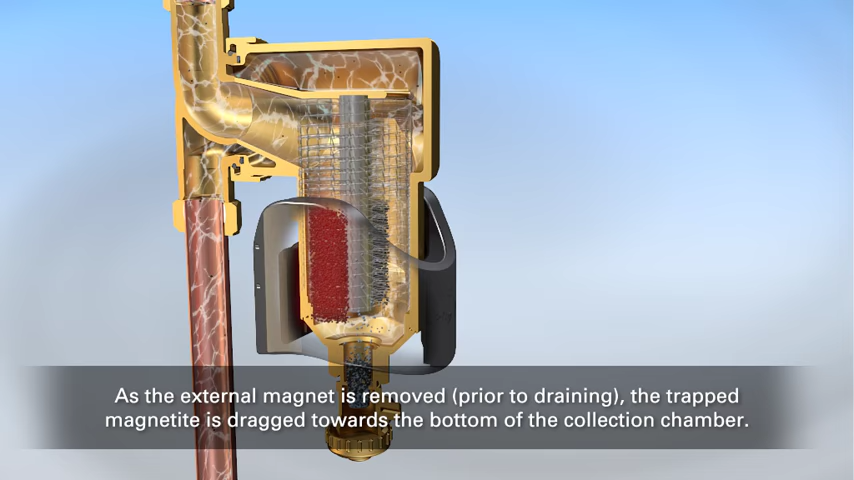 As the external magnet is removed (prior to draining), the trapped
magnetite is dragged towards the bottom of the collection chamber.